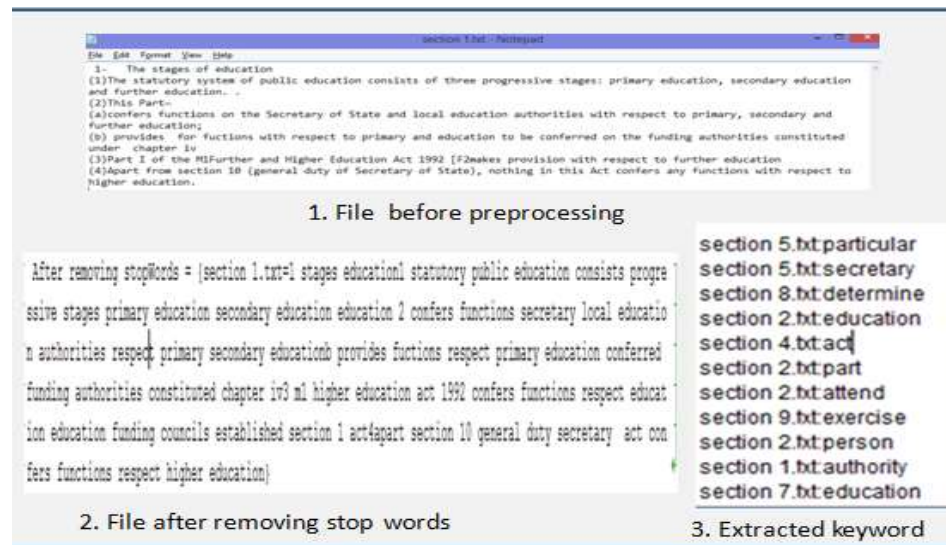 section 1.txt - Notepad
File Edit Format View Help
1- The stages of education
(1)The statutory system of public education consists of three progressive stages: primary education, secondary education
and further education. .
(2)This Part—
(a)confers functions on the Secretary of State and local education authorities with respect to primary, secondary and
further education;
(b) provides for fuctions with respect to primary and education to be conferred on the funding authorities constituted
under chapter iv
(3)Part I of the M1Further and Higher Education Act 1992 [F2makes provision with respect to further education
(4)Apart from section 10 (general duty of Secretary of State), nothing in this Act confers any functions with respect to
higher education.
1. File before preprocessing
After removing stopWords = {section 1.txt=1 stages education1 statutory public education consists progre
ssive stages primary education secondary education education 2 confers functions secretary local educatio
n authorities respect primary secondary educationb provides fuctions respect primary education conferred
funding authorities constituted chapter iv3 m1 higher education act 1992 confers functions respect educat
ion education funding councils established section 1 act4apart section 10 general duty secretary act con
fers functions respect higher education}
2. File after removing stop words
section 5.txt:particular
section 5.txt:secretary
section 8.txt:determine
section 2.txt:education
section 4.txt:act
section 2.txt:part
section 2.txt:attend
section 9.txt:exercise
section 2.txt:person
section 1.txt:authority
section 7.txt:education
3. Extracted keyword